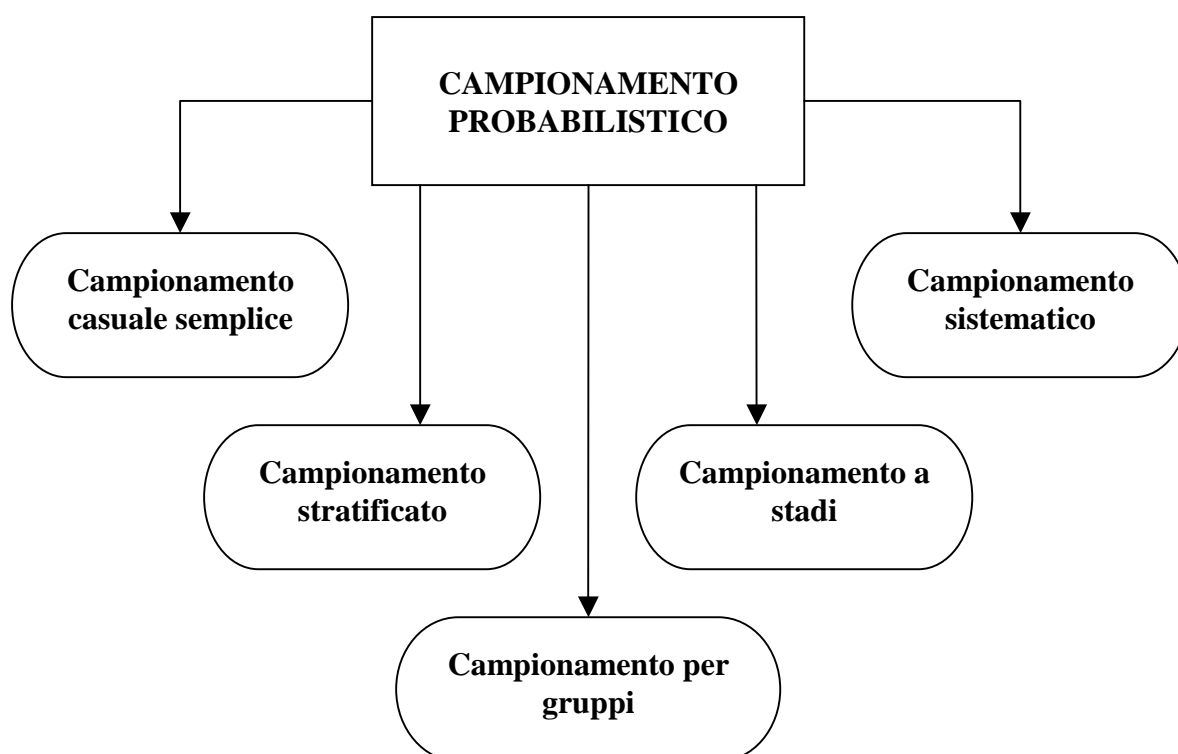 CAMPIONAMENTO
PROBABILISTICO
Campionamento
casuale semplice
Campionamento
sistematico
Campionamento
stratificato
Campionamento a
stadi
Campionamento per
gruppi